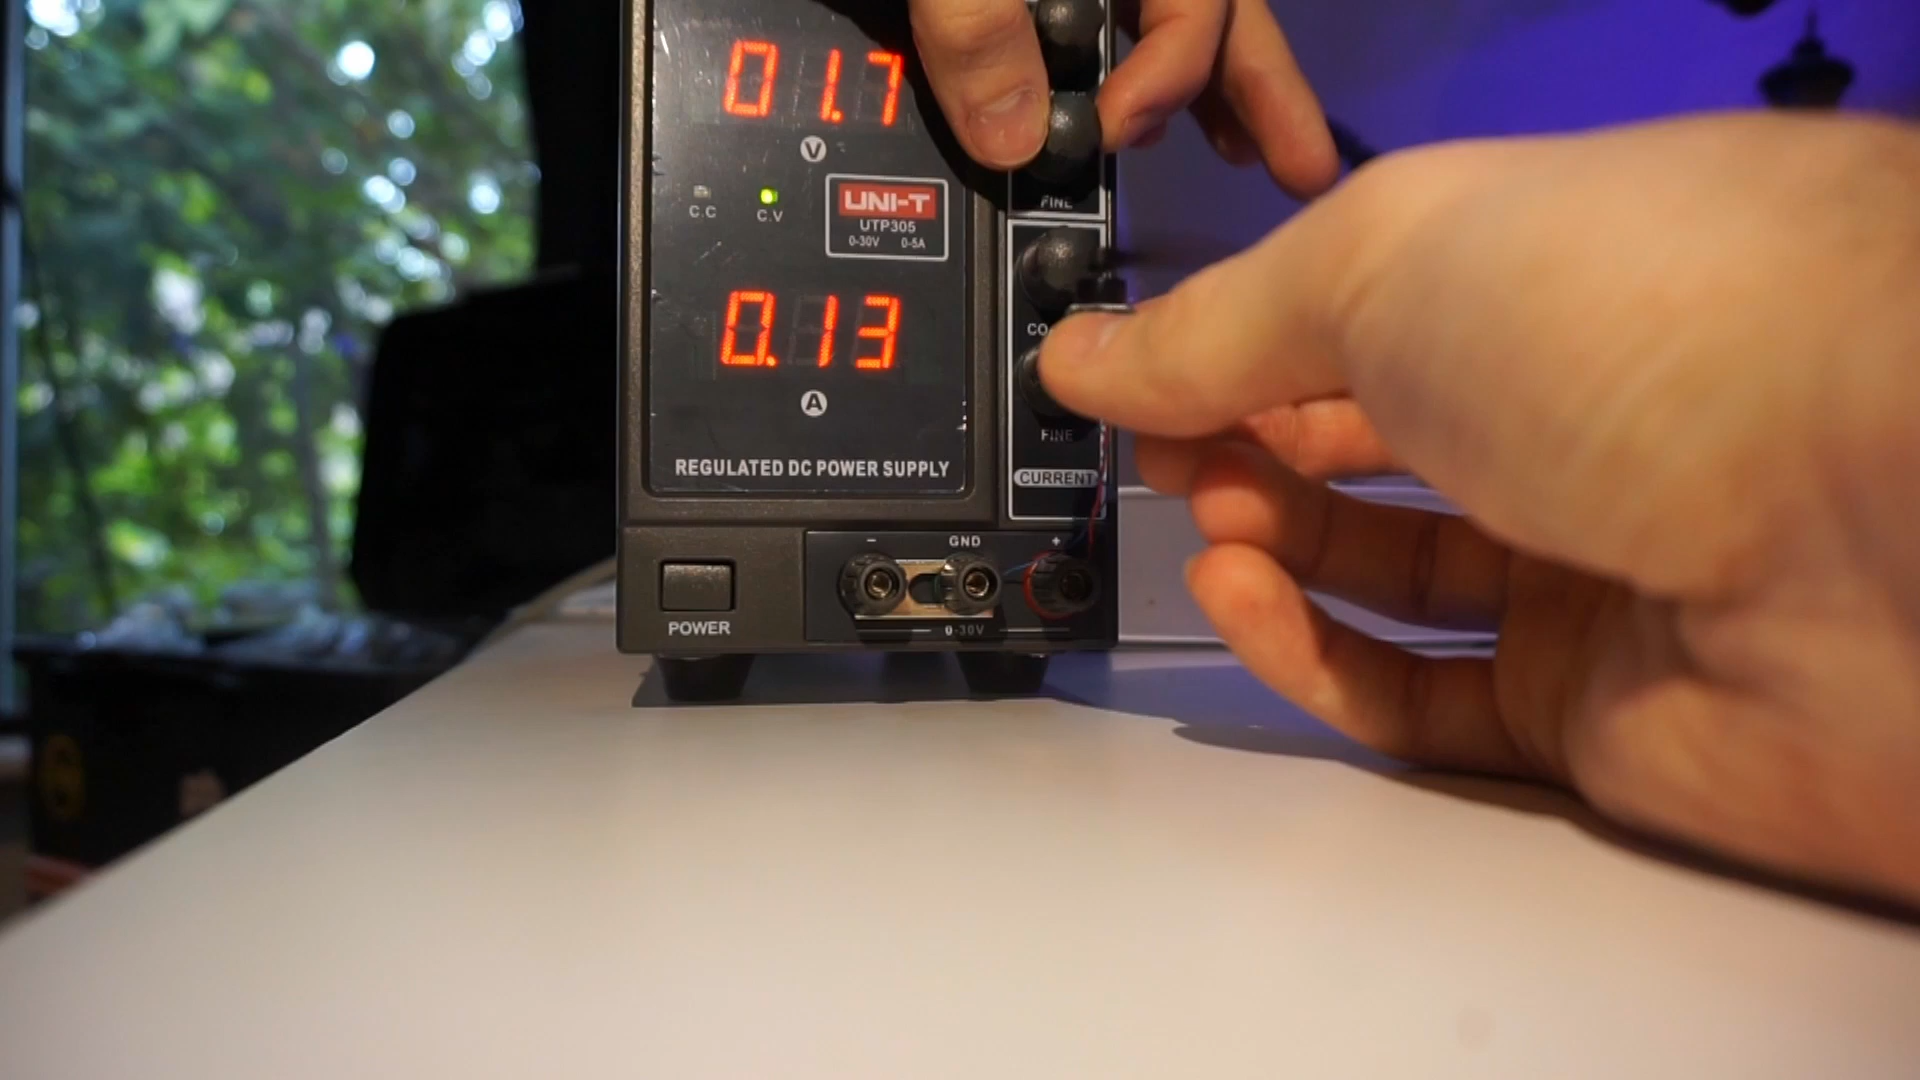 01.7
V
C.C
C.V
UNI-T
UTP305
0-30V 0-5A
FINE
0.13
CO
A
FINE
REGULATED DC POWER SUPPLY
CURRENT
- GND +
POWER
0-30V